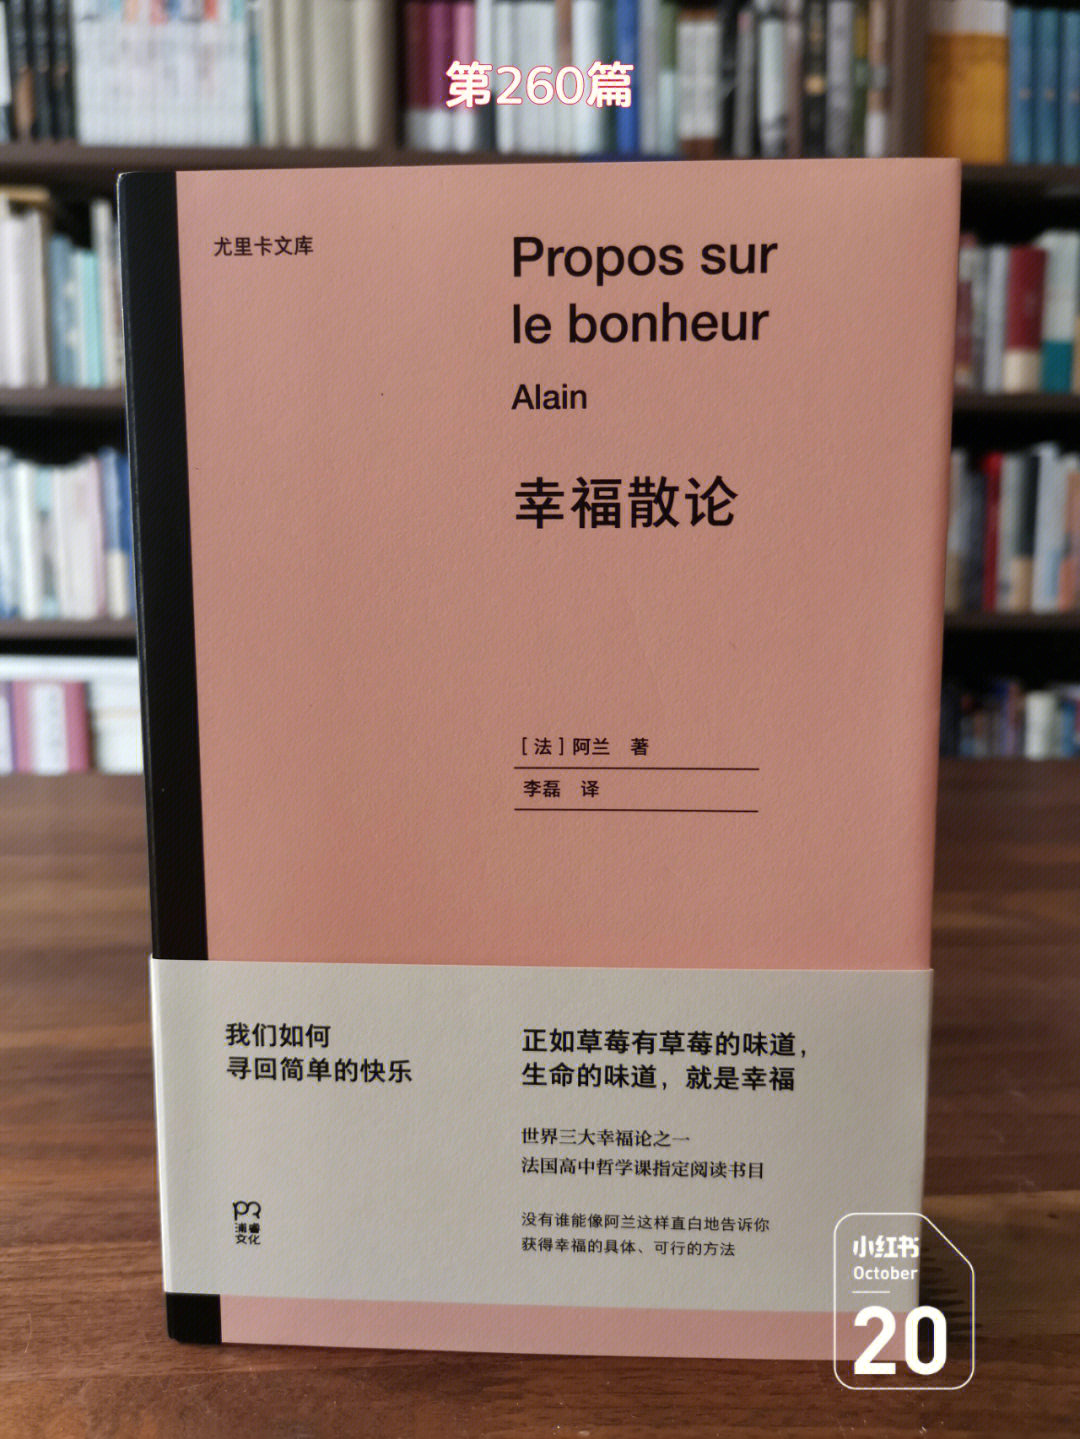 第260篇
尤里卡文库
Propos sur
le bonheur
Alain
幸福散论
[法]阿兰 著
李磊 译
我们如何
寻回简单的快乐
正如草莓有草莓的味道，
生命的味道，就是幸福
世界三大幸福论之一
法国高中哲学课指定阅读书目
没有谁能像阿兰这样直白地告诉你
获得幸福的具体、可行的方法
浦睿
文化
小红书
October
20